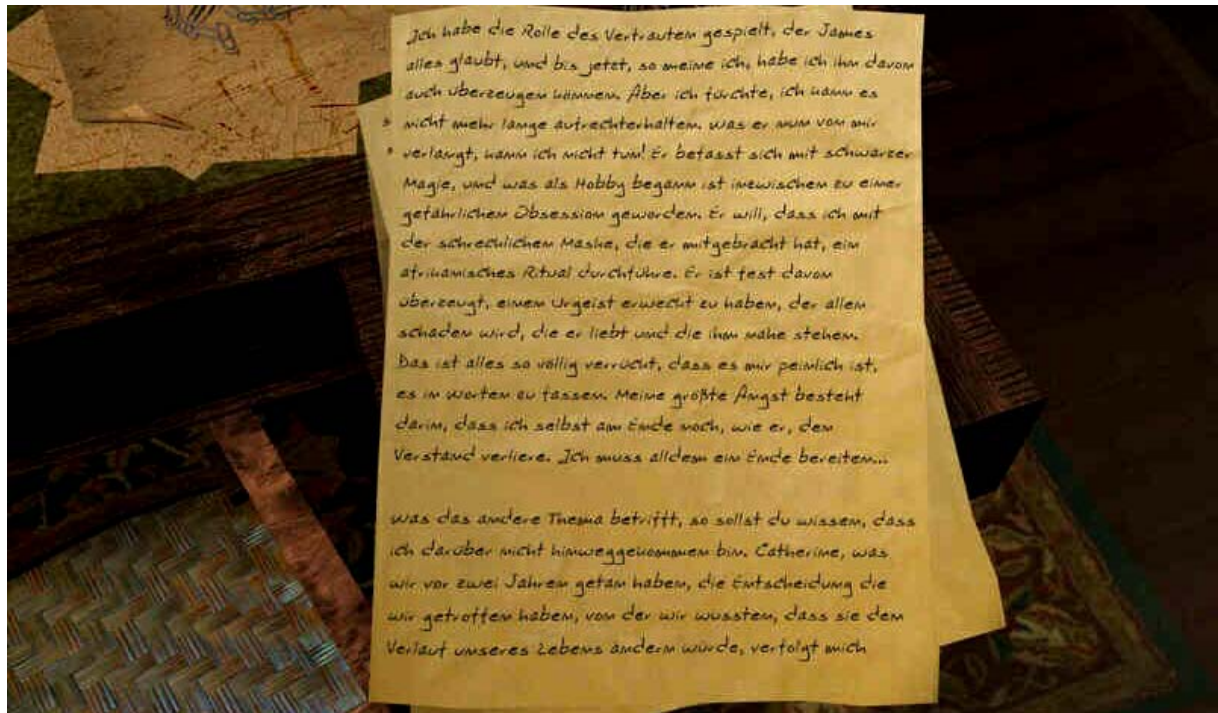 Ich habe die Rolle des Vertrauten gespielt, der James
alles glaubt, und bis jetzt, so meine ich, habe ich ihn davon
auch überzeugen können. Aber ich fürchte, ich kann es
nicht mehr lange aufrechterhalten. Was er nun von mir
verlangt, kann ich nicht tun! Er befasst sich mit schwarzer
Magie, und was als Hobby begann ist inzwischen zu einer
gefährlichen Obsession geworden. Er will, dass ich mit
der schrecklichen Maske, die er mitgebracht hat, ein
afrikanisches Ritual durchführe. Er ist fest davon
überzeugt, einen Urgeist erweckt zu haben, der allen
schaden wird, die er liebt und die ihm nahe stehen.
Das ist alles so völlig verrückt, dass es mir peinlich ist,
es in Worten zu fassen. Meine größte Angst besteht
darin, dass ich selbst am Ende noch, wie er, den
Verstand verliere. Ich muss alldem ein Ende bereiten...
Was das andere Thema betrifft, so sollst du wissen, dass
ich darüber nicht hinweggekommen bin. Catherine, was
wir vor zwei Jahren getan haben, die Entscheidung die
wir getroffen haben, von der wir wussten, dass sie den
Verlauf unseres Lebens ändern würde, verfolgt mich